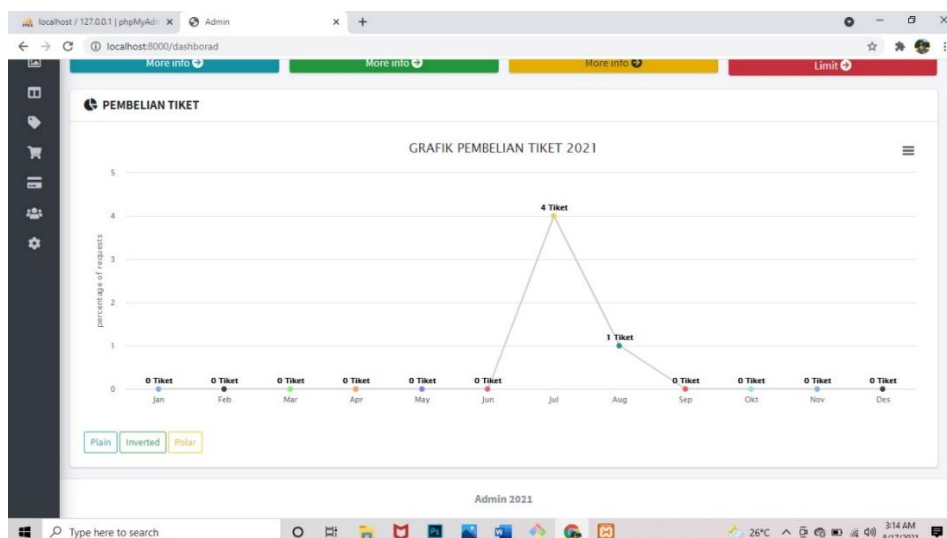 localhost / 127.0.0.1 | phpMyAdm
Admin
localhost:8000/dashborad
More info
More info
More info
Limit
PEMBELIAN TIKET
GRAFIK PEMBELIAN TIKET 2021
percentage of requests
5
4
3
2
1
0
0 Tiket
0 Tiket
0 Tiket
0 Tiket
0 Tiket
0 Tiket
4 Tiket
1 Tiket
0 Tiket
0 Tiket
0 Tiket
0 Tiket
Jan
Feb
Mar
Apr
May
Jun
Jul
Aug
Sep
Okt
Nov
Des
Plain
Inverted
Polar
Admin 2021
Type here to search
26°C
3:14 AM
8/17/2021